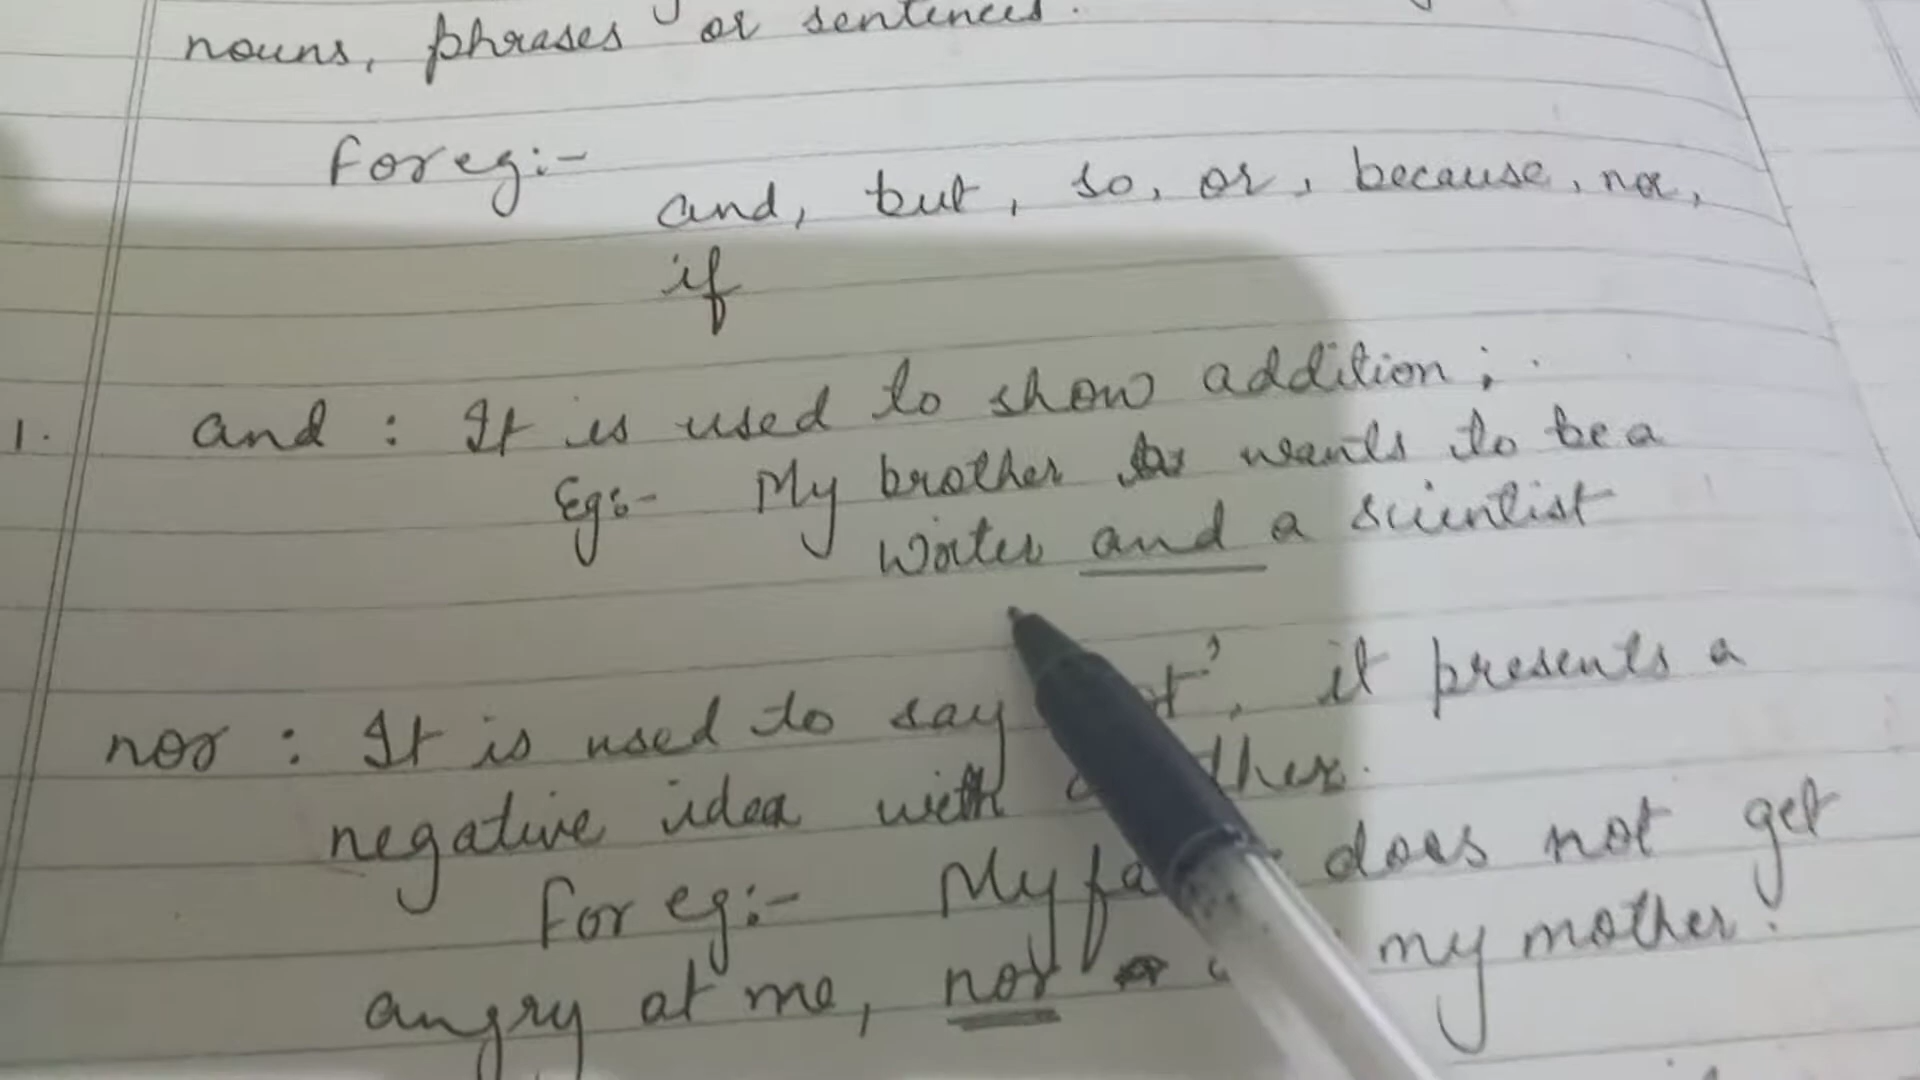 nouns, phrases or sentences.
For eg:-
and, but, so, or, because, nor,
if
1. and : It is used to show addition;
Eg:- My brother wants to be a
writer and a scientist
nor : It is used to say it presents a
negative idea with
For eg:- My does not get
angry at me, nor my mother.